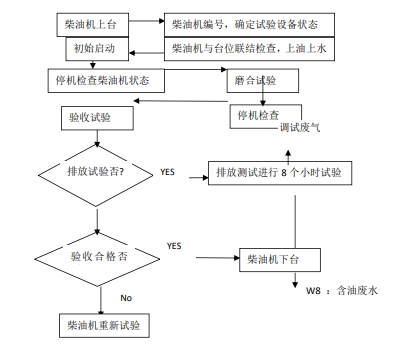 柴油机上台
柴油机编号，确定试验设备状态
初始启动
柴油机与台位联结检查，上油上水
停机检查柴油机状态
磨合试验
验收试验
停机检查
调试废气
排放试验否?
YES
排放测试进行 8 个小时试验
验收合格否
YES
柴油机下台
W8 ：含油废水
No
柴油机重新试验